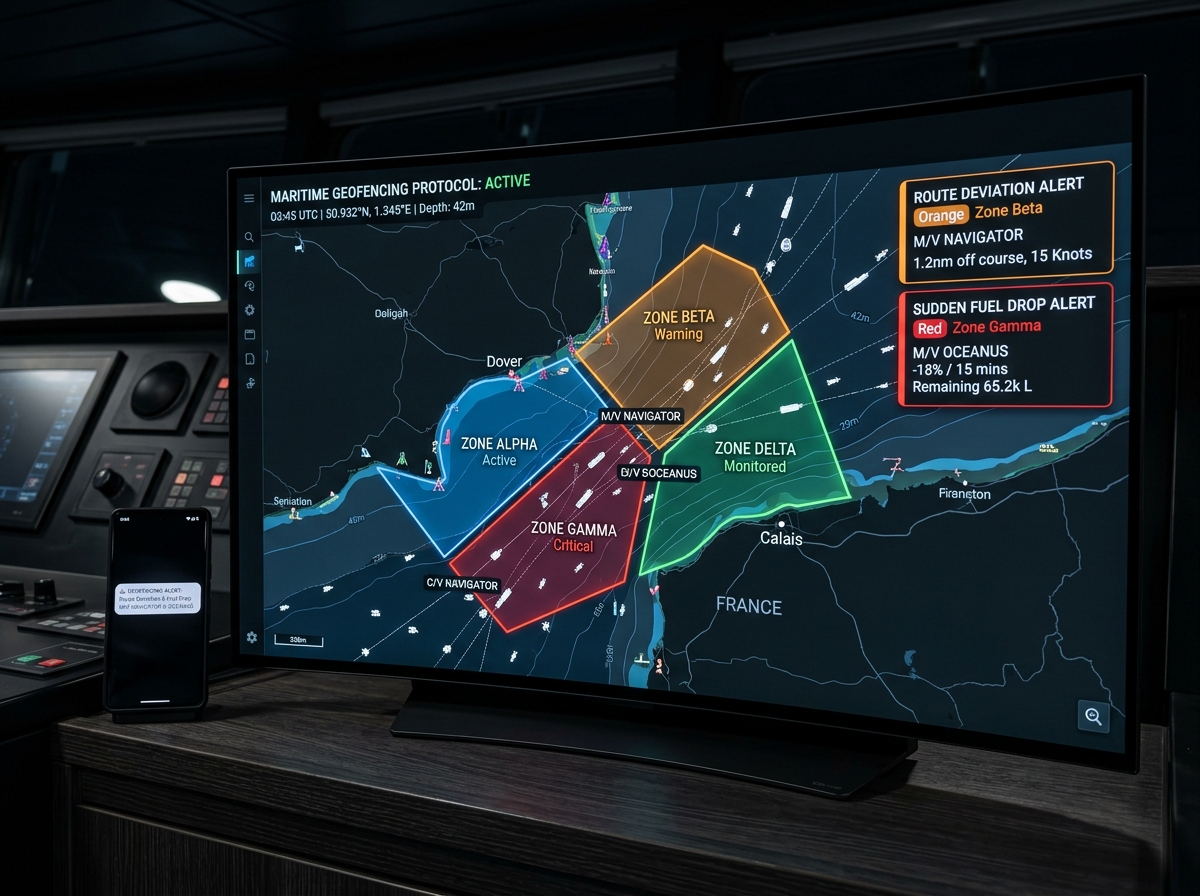 MARITIME GEOFENCING PROTOCOL: ACTIVE
03:45 UTC | 50.932°N, 1.345°E | Depth: 42m
ROUTE DEVIATION ALERT
Orange Zone Beta
M/V NAVIGATOR
1.2nm off course, 15 Knots
SUDDEN FUEL DROP ALERT
Red Zone Gamma
M/V OCEANUS
-18% / 15 mins
Remaining 65.2k L
Daligah
Dover
ZONE BETA
Warning
42m
M/V NAVIGATOR
ZONE ALPHA
Active
29m
ZONE DELTA
Monitored
SOCEANUS
Seniation
45m
ZONE GAMMA
Critical
Firancton
Calais
C/V NAVIGATOR
FRANCE
GEOFENCING ALERT: